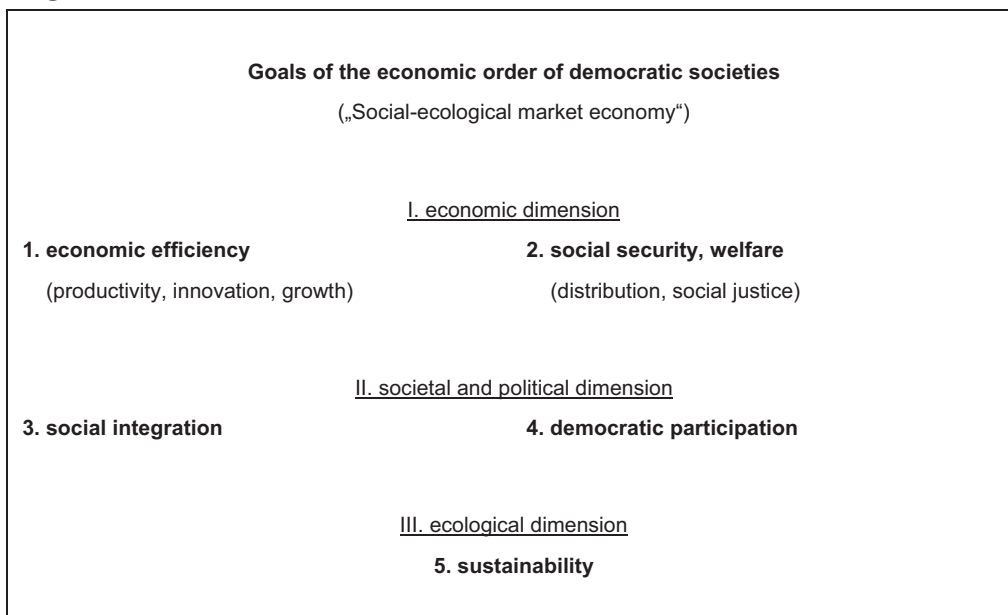 Goals of the economic order of democratic societies
(„Social-ecological market economy“)
I. economic dimension
1. economic efficiency
2. social security, welfare
(productivity, innovation, growth)
(distribution, social justice)
II. societal and political dimension
3. social integration
4. democratic participation
III. ecological dimension
5. sustainability